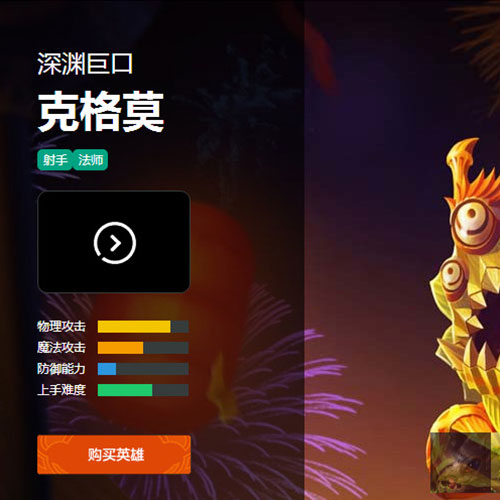 深渊巨口
克格莫
射手 法师
物理攻击
魔法攻击
防御能力
上手难度
购买英雄